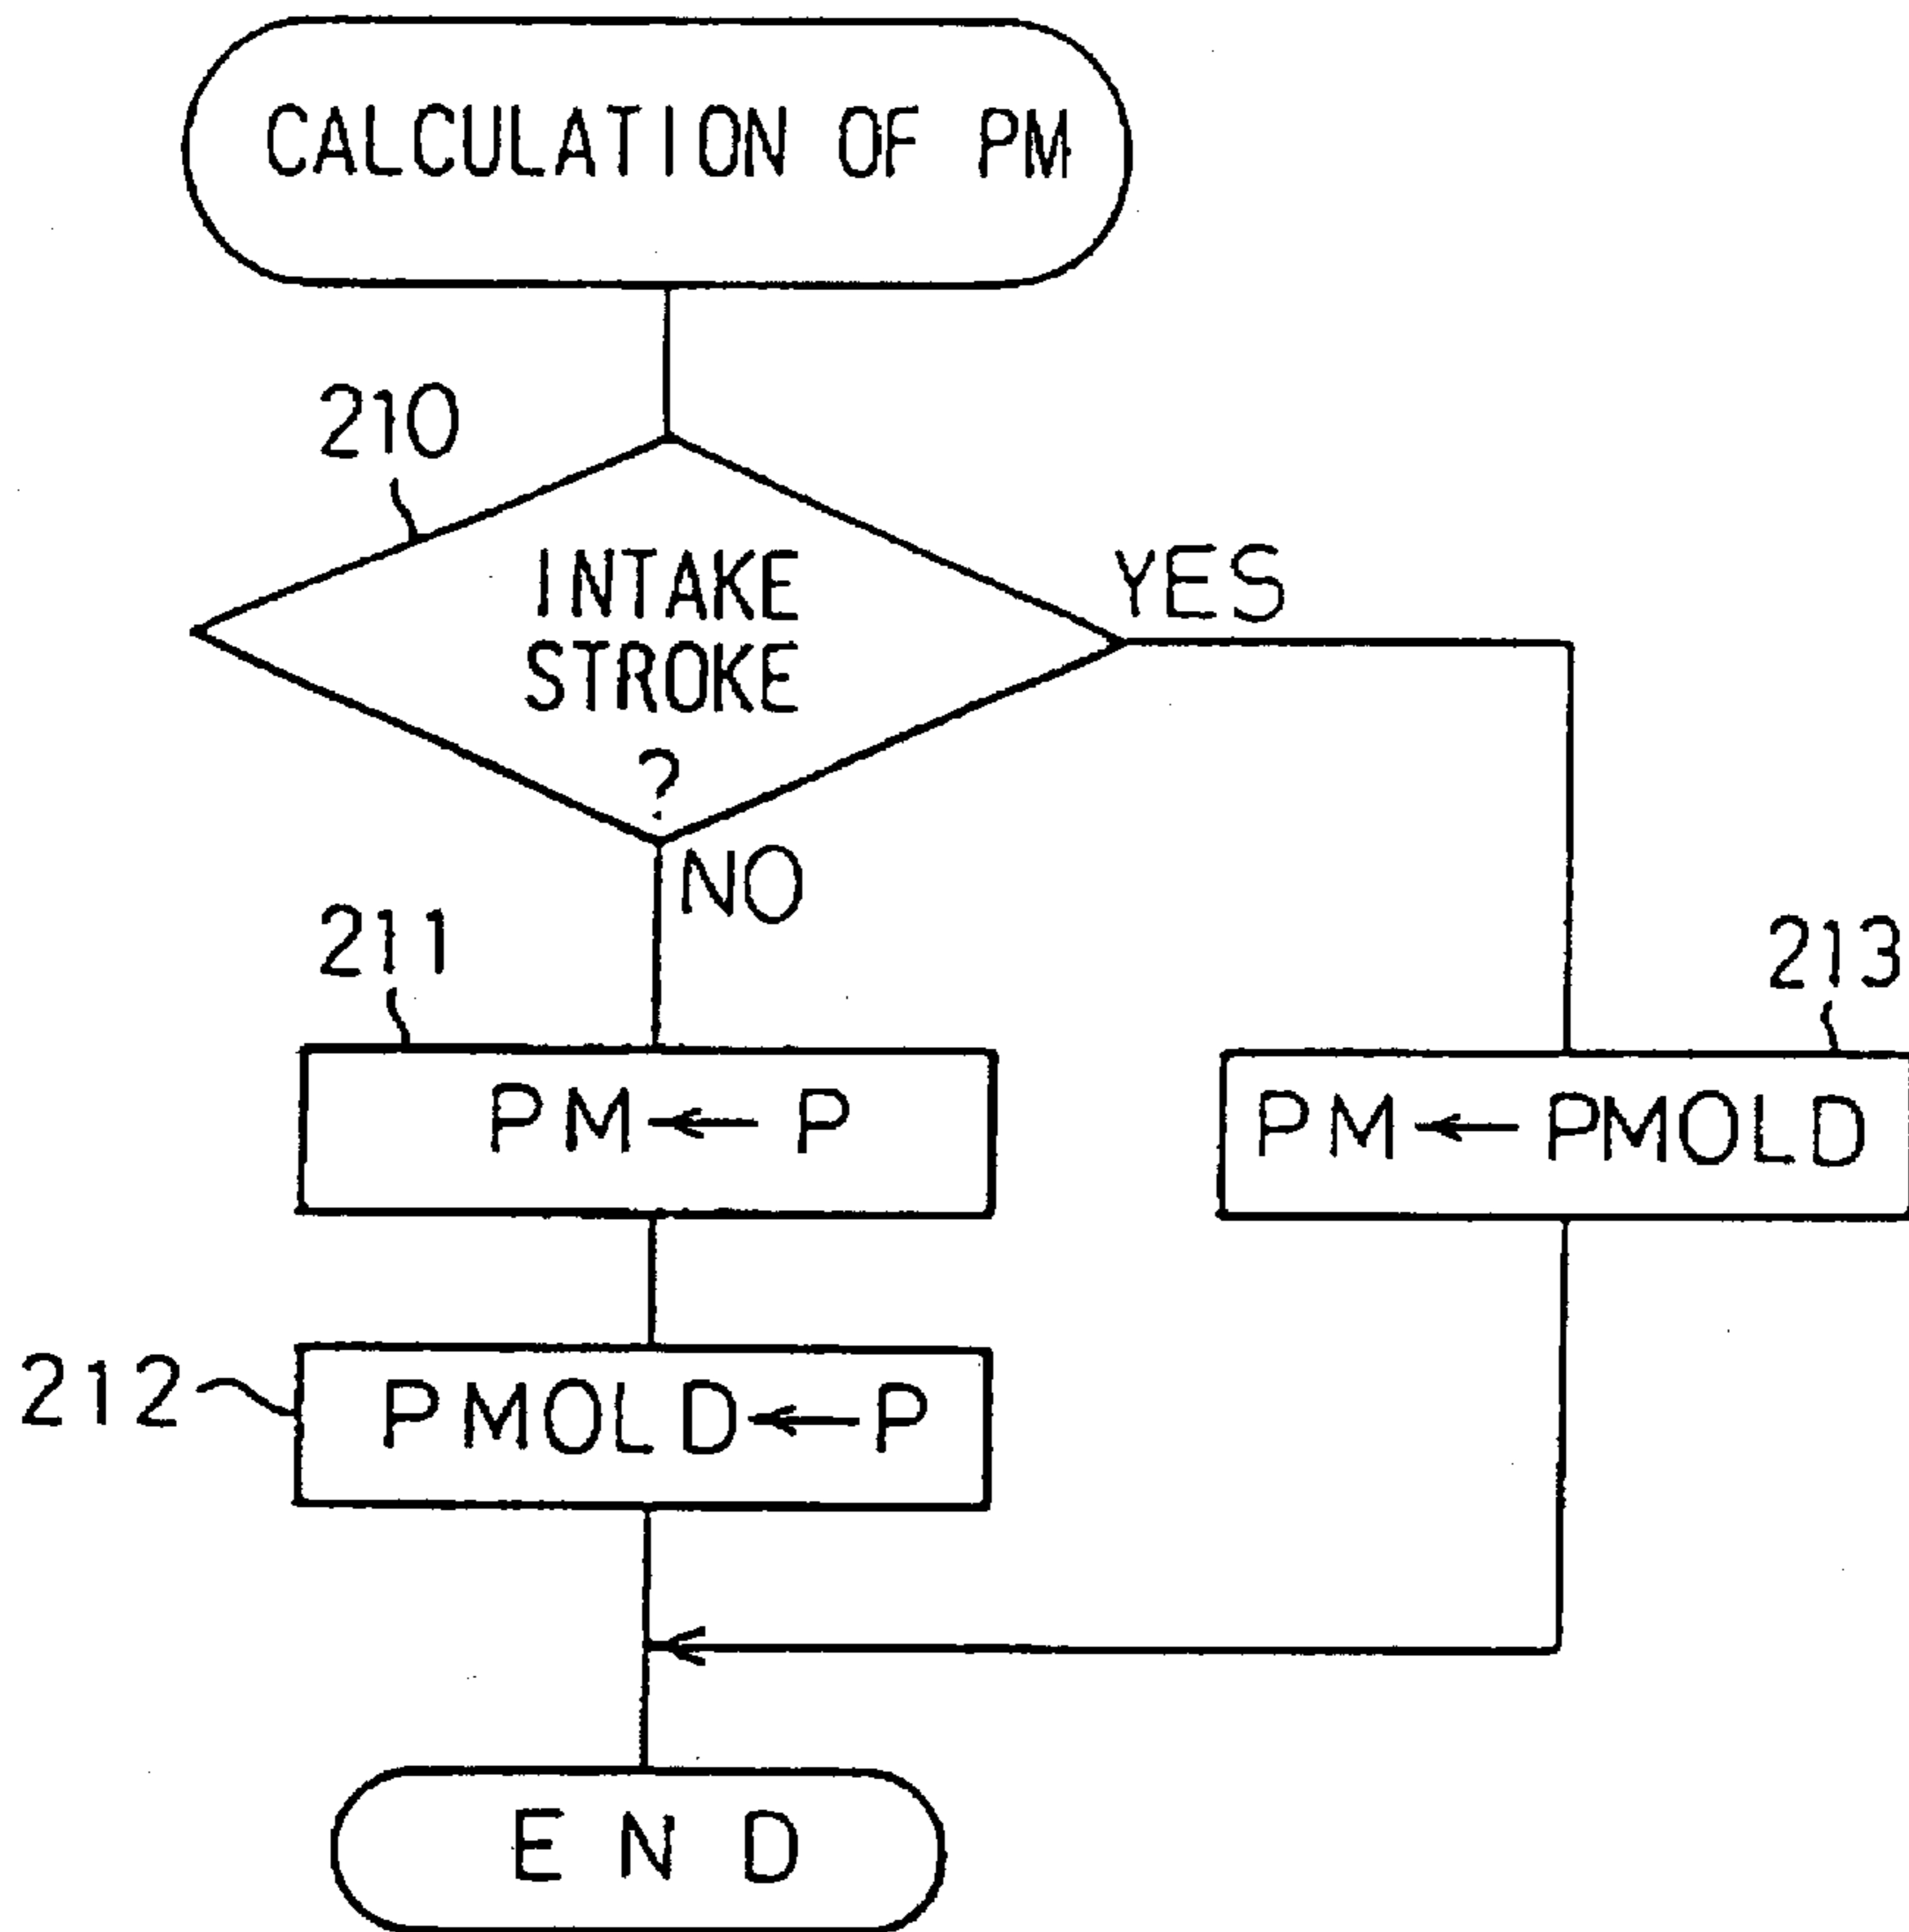 CALCULATION OF PM
210
INTAKE
STROKE
?
YES
NO
211
213
PM ← P
PM ← PMOLD
212
PMOLD ← P
END